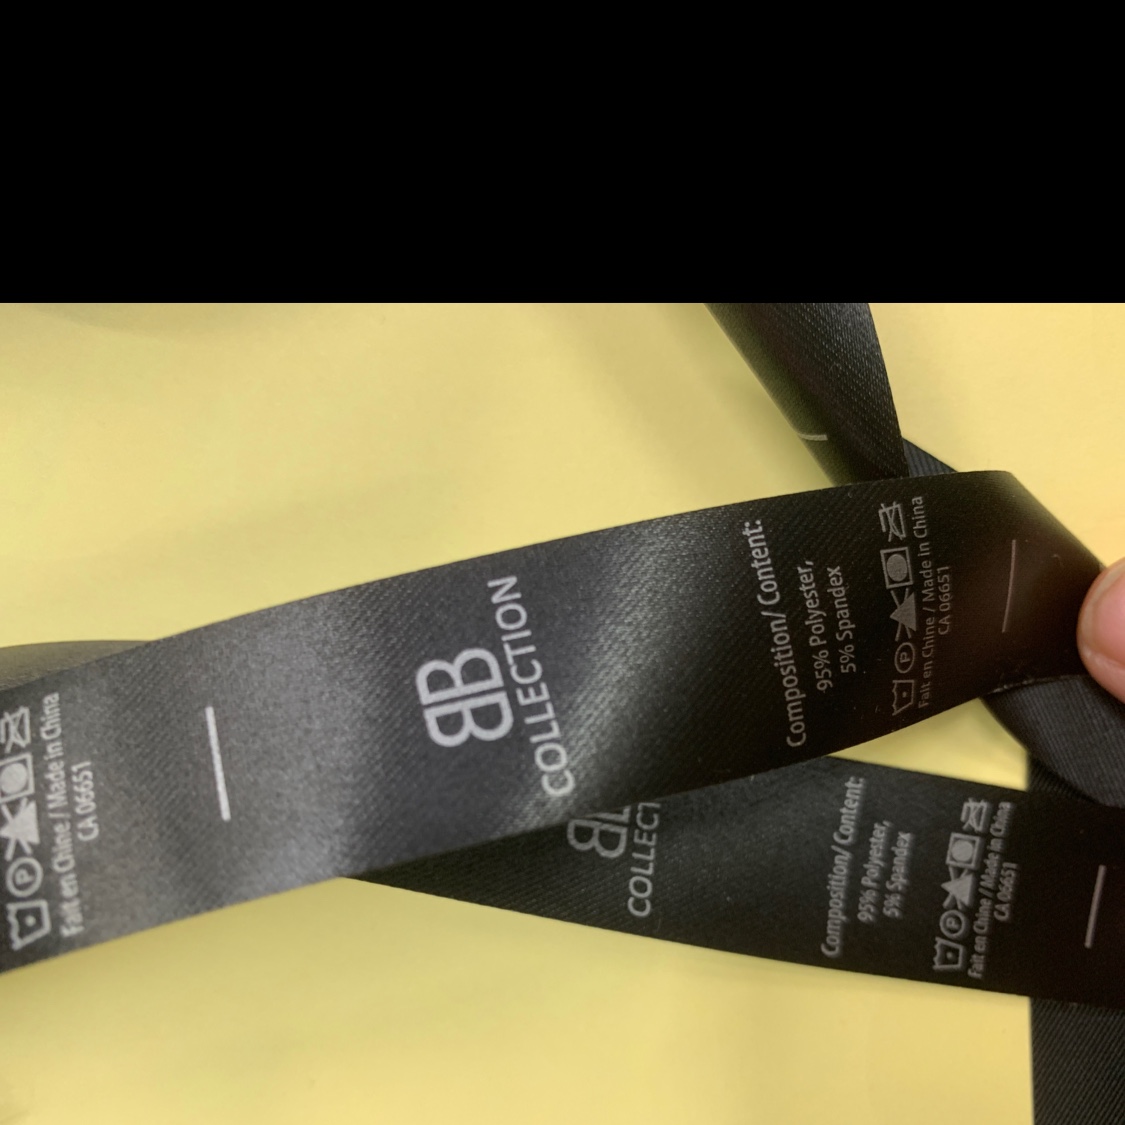 BB
COLLECTION
Composition/ Content:
95% Polyester,
5% Spandex
Fait en Chine / Made in China
CA 06651
Fait en Chine / Made in China
CA 06651
COLLECT
Composition/ Content:
95% Polyester,
5% Spandex
Fait en Chine / Made in China
CA 06651